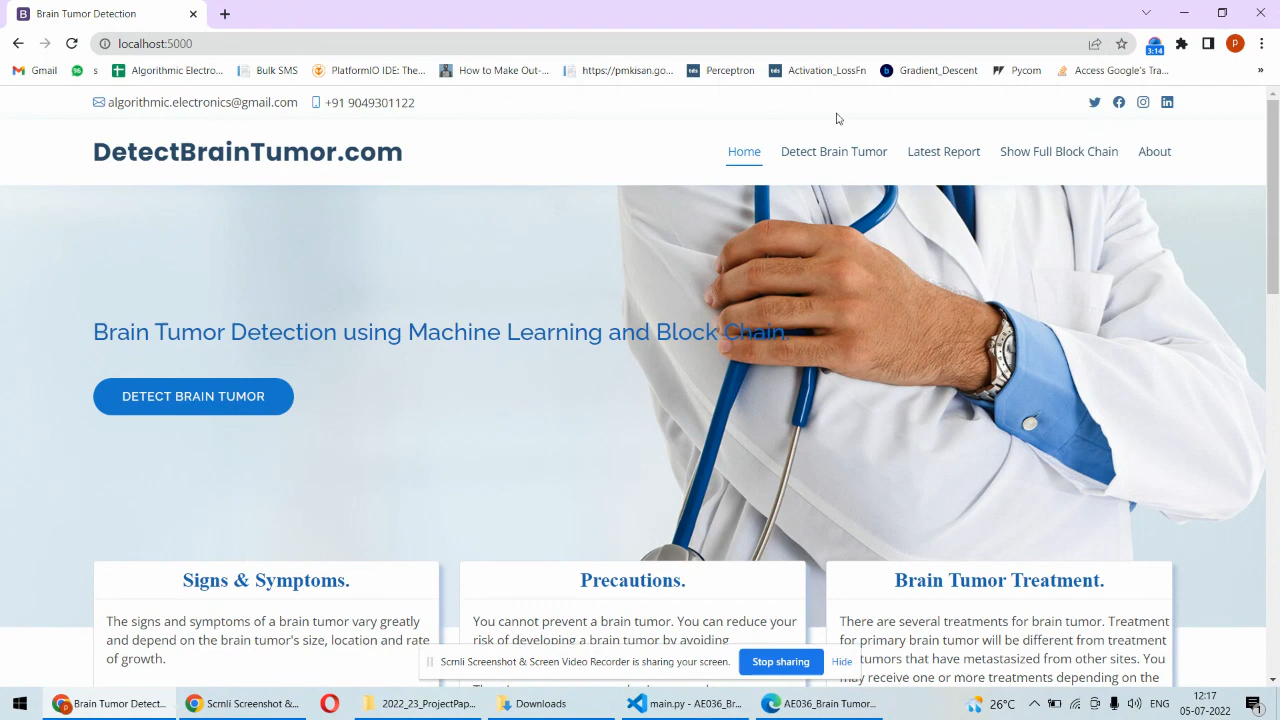 Brain Tumor Detection
localhost:5000
3:14
P
Gmail
96
s
Algorithmic Electro...
Bulk SMS
PlatformIO IDE: The...
How to Make Out-...
https://pmkisan.go...
tds
Perceptron
tds
Activation_LossFn
b
Gradient_Descent
Pycom
Access Google's Tra...
»
algorithmic.electronics@gmail.com
+91 9049301122
DetectBrainTumor.com
Home
Detect Brain Tumor
Latest Report
Show Full Block Chain
About
Brain Tumor Detection using Machine Learning and Block Chain.
DETECT BRAIN TUMOR
Signs & Symptoms.
The signs and symptoms of a brain tumor vary greatly
and depend on the brain tumor's size, location and rate
of growth.
Precautions.
You cannot prevent a brain tumor. You can reduce your
risk of developing a brain tumor by avoiding
Brain Tumor Treatment.
There are several treatments for brain tumor. Treatment
for primary brain tumor will be different from treatment
tumors that have metastasized from other sites. You
may receive one or more treatments depending on the
Scrnli Screenshot & Screen Video Recorder is sharing your screen.
Stop sharing
Hide
Brain Tumor Detect...
Scrnli Screenshot &...
2022_23_ProjectPap...
Downloads
main.py - AE036_Br...
AE036_Brain Tumor...
26°C
ENG
12:17
05-07-2022
1